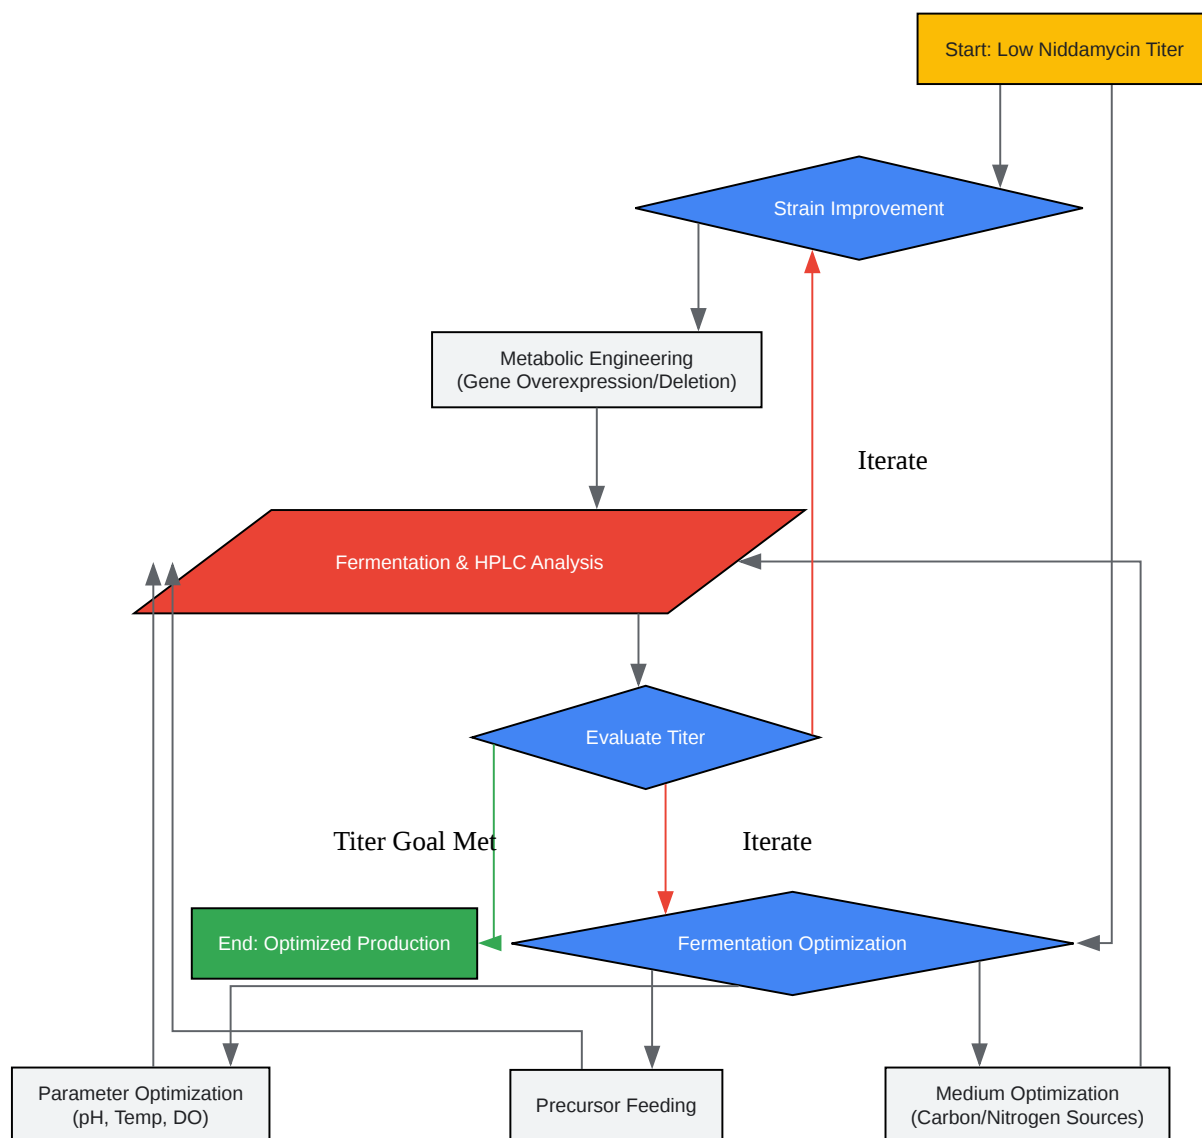 Start: Low Niddamycin Titer
Strain Improvement
Metabolic Engineering
(Gene Overexpression/Deletion)
Iterate
Fermentation & HPLC Analysis
Evaluate Titer
Titer Goal Met
Iterate
End: Optimized Production
Fermentation Optimization
Parameter Optimization
(pH, Temp, DO)
Precursor Feeding
Medium Optimization
(Carbon/Nitrogen Sources)